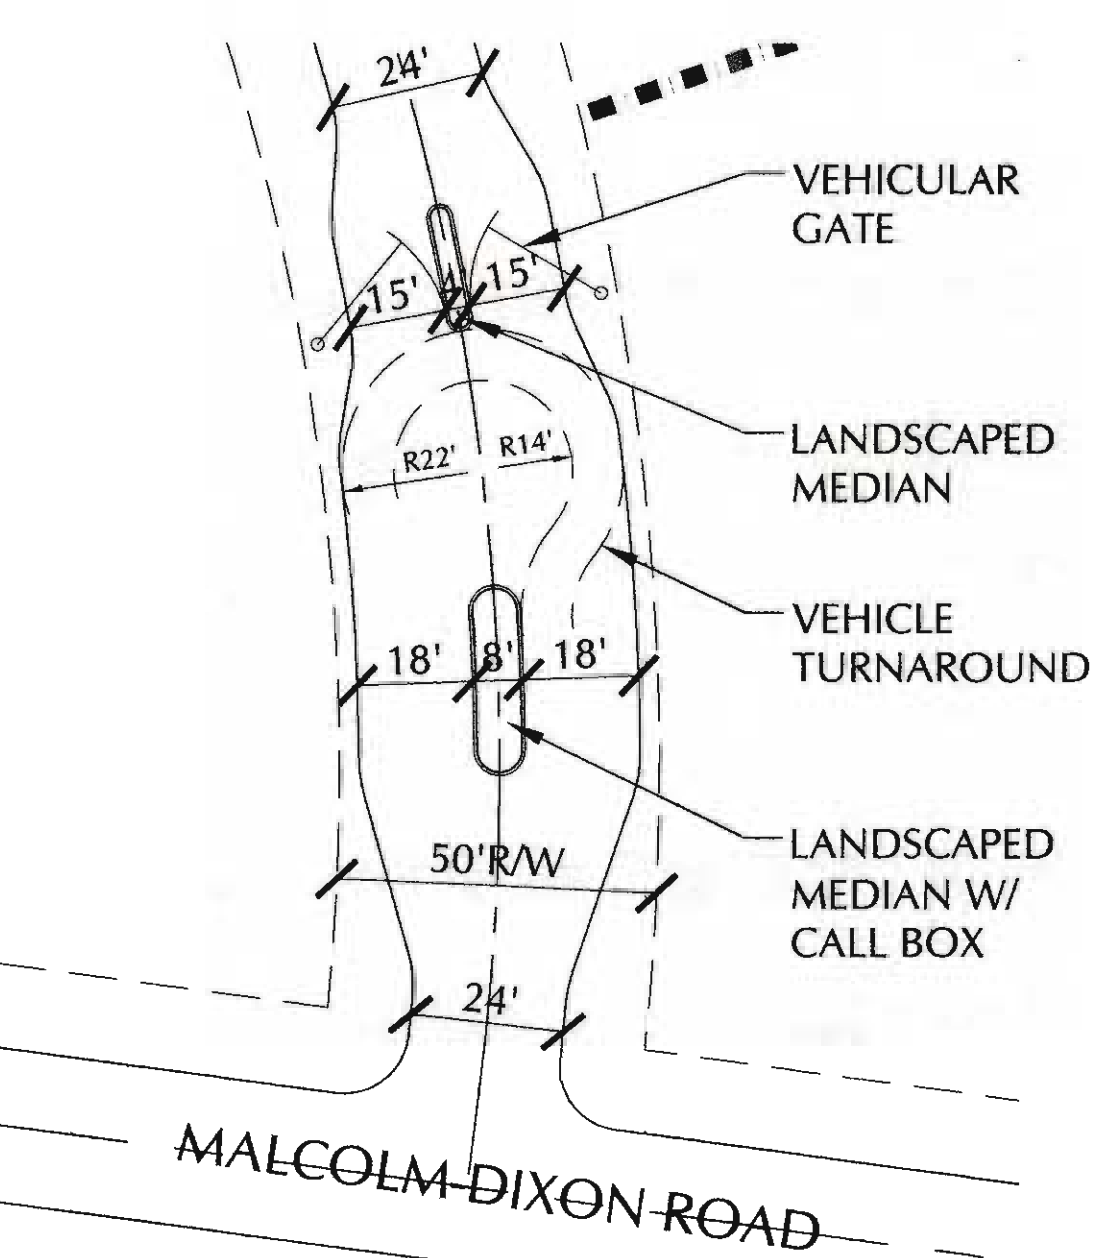 24'
VEHICULAR
GATE
15' 4' 15'
LANDSCAPED
MEDIAN
R22' R14'
VEHICLE
TURNAROUND
18' 8' 18'
LANDSCAPED
MEDIAN W/
CALL BOX
50'R/W
24'
MALCOLM DIXON ROAD